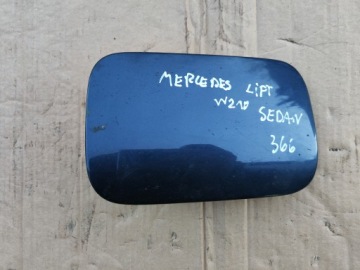 MERCEDES LIFT
W210
SEDAN
366